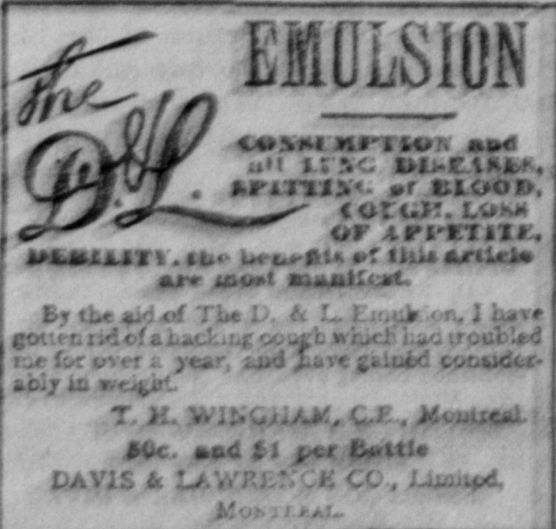 The D. & L.
EMULSION
CONSUMPTION and
all LUNG DISEASES,
SPITTING of BLOOD,
COUGH, LOSS
OF APPETITE,
DEBILITY, the benefits of this article
are most manifest.
By the aid of The D. & L. Emulsion, I have
gotten rid of a hacking cough which had troubled
me for over a year, and have gained consider-
ably in weight.
T. H. WINGHAM, C.E., Montreal.
50c. and $1 per Bottle
DAVIS & LAWRENCE CO., Limited,
MONTREAL.